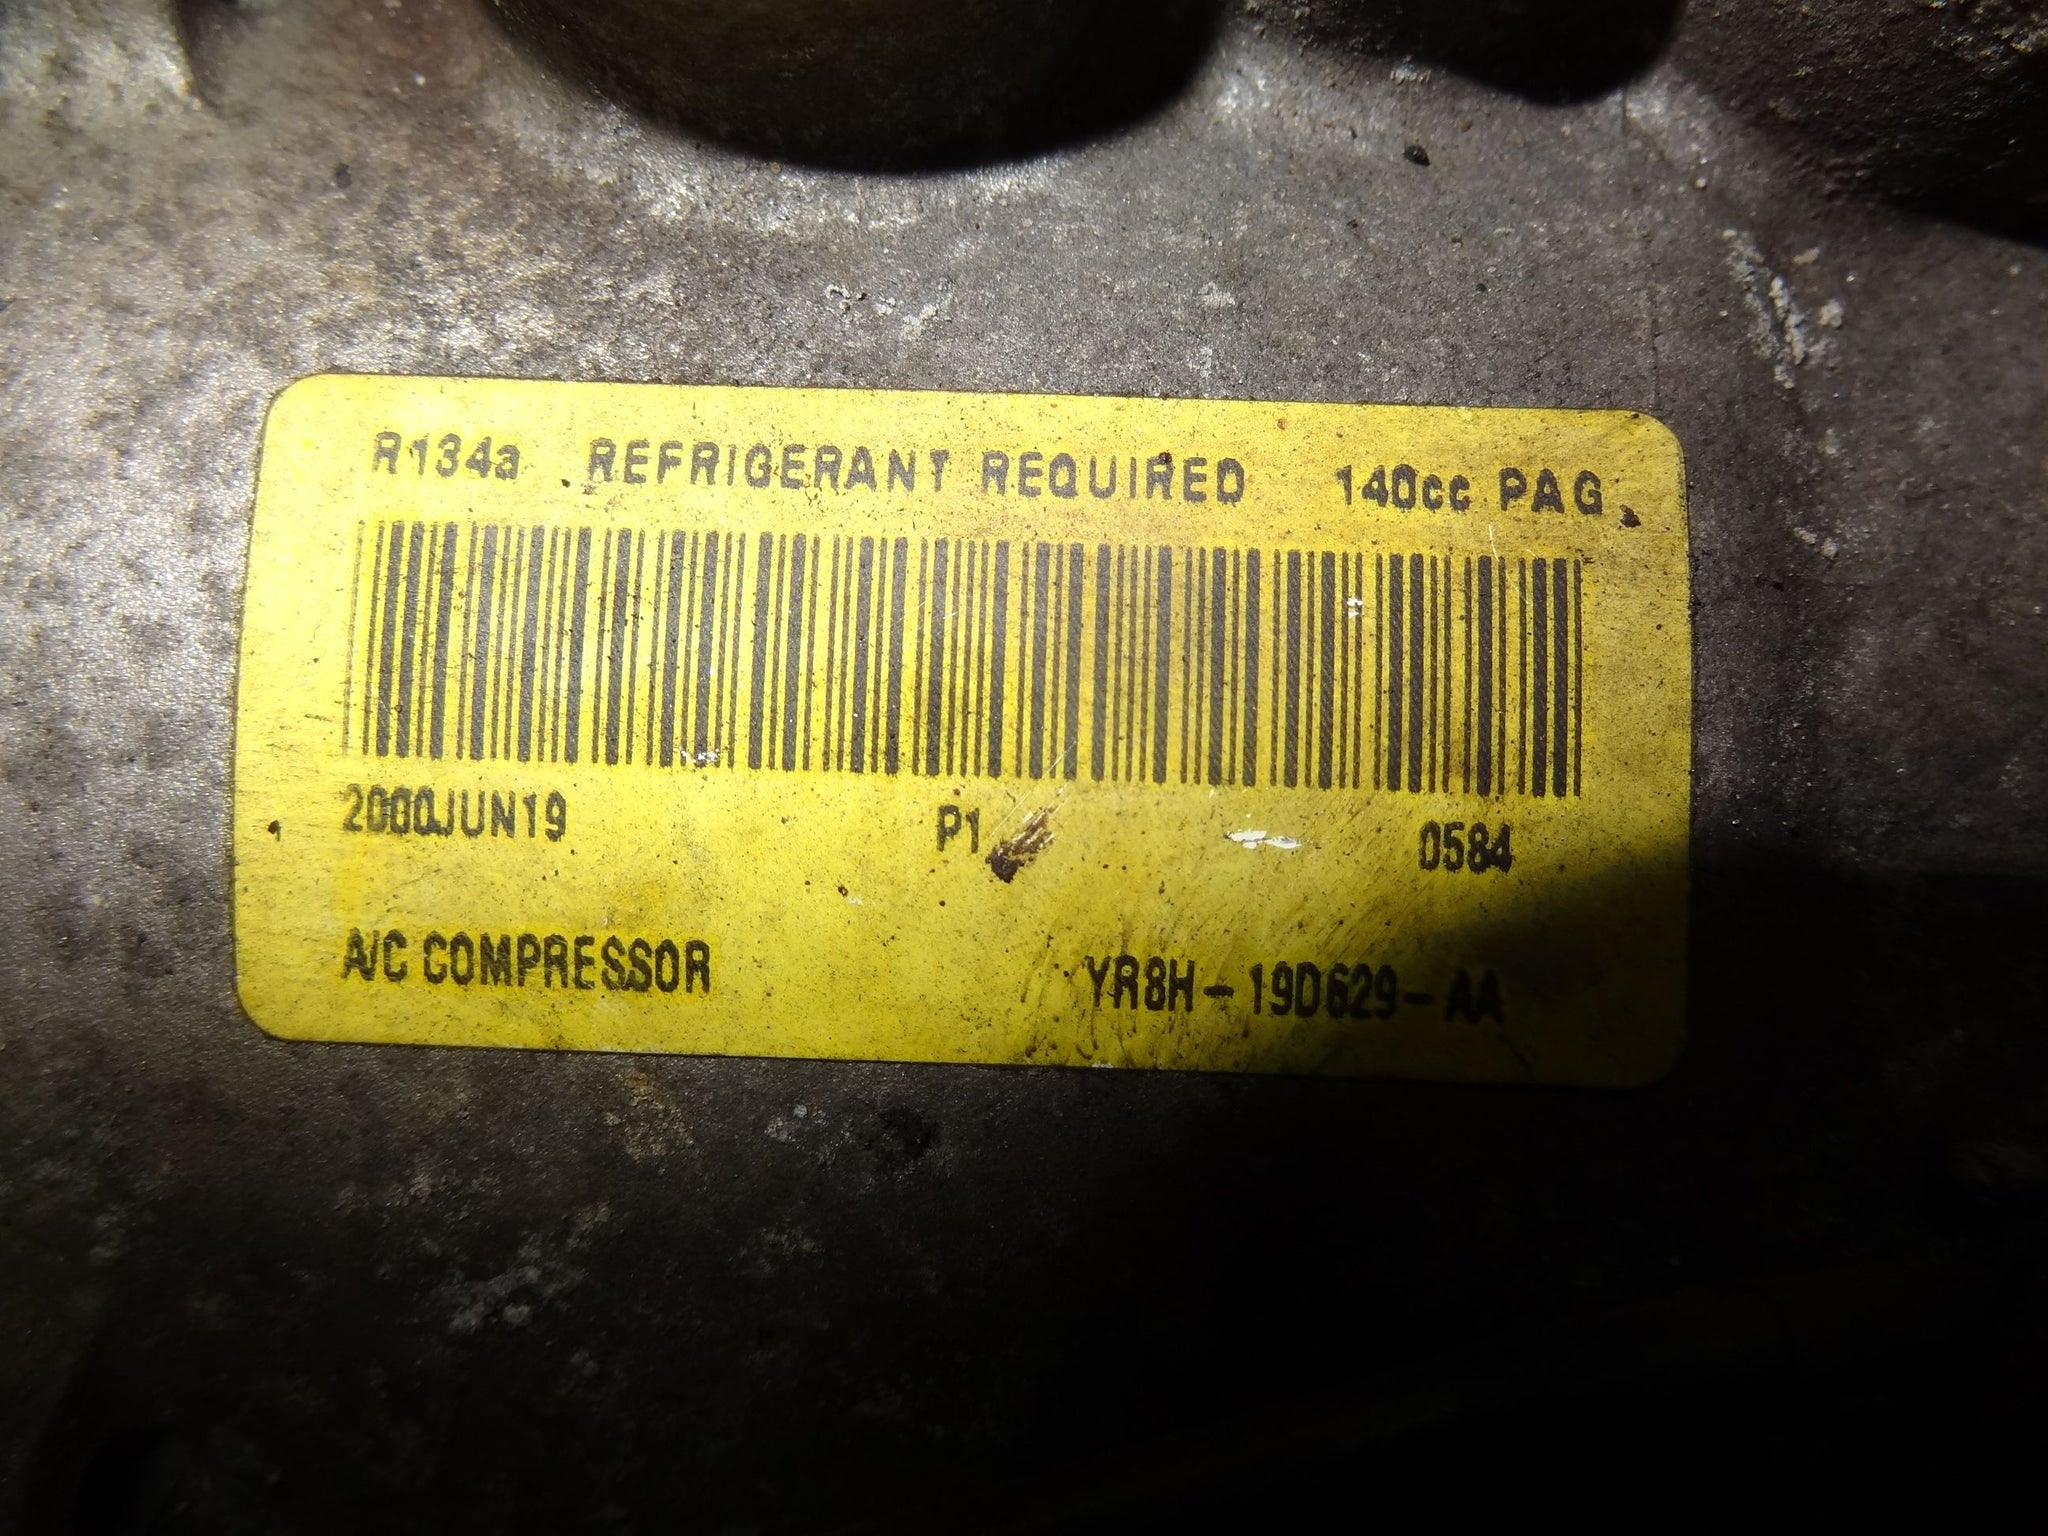 R134a REFRIGERANT REQUIRED 140cc PAG
2000JUN19 P1 0584
A/C COMPRESSOR YR8H-19D629-AA